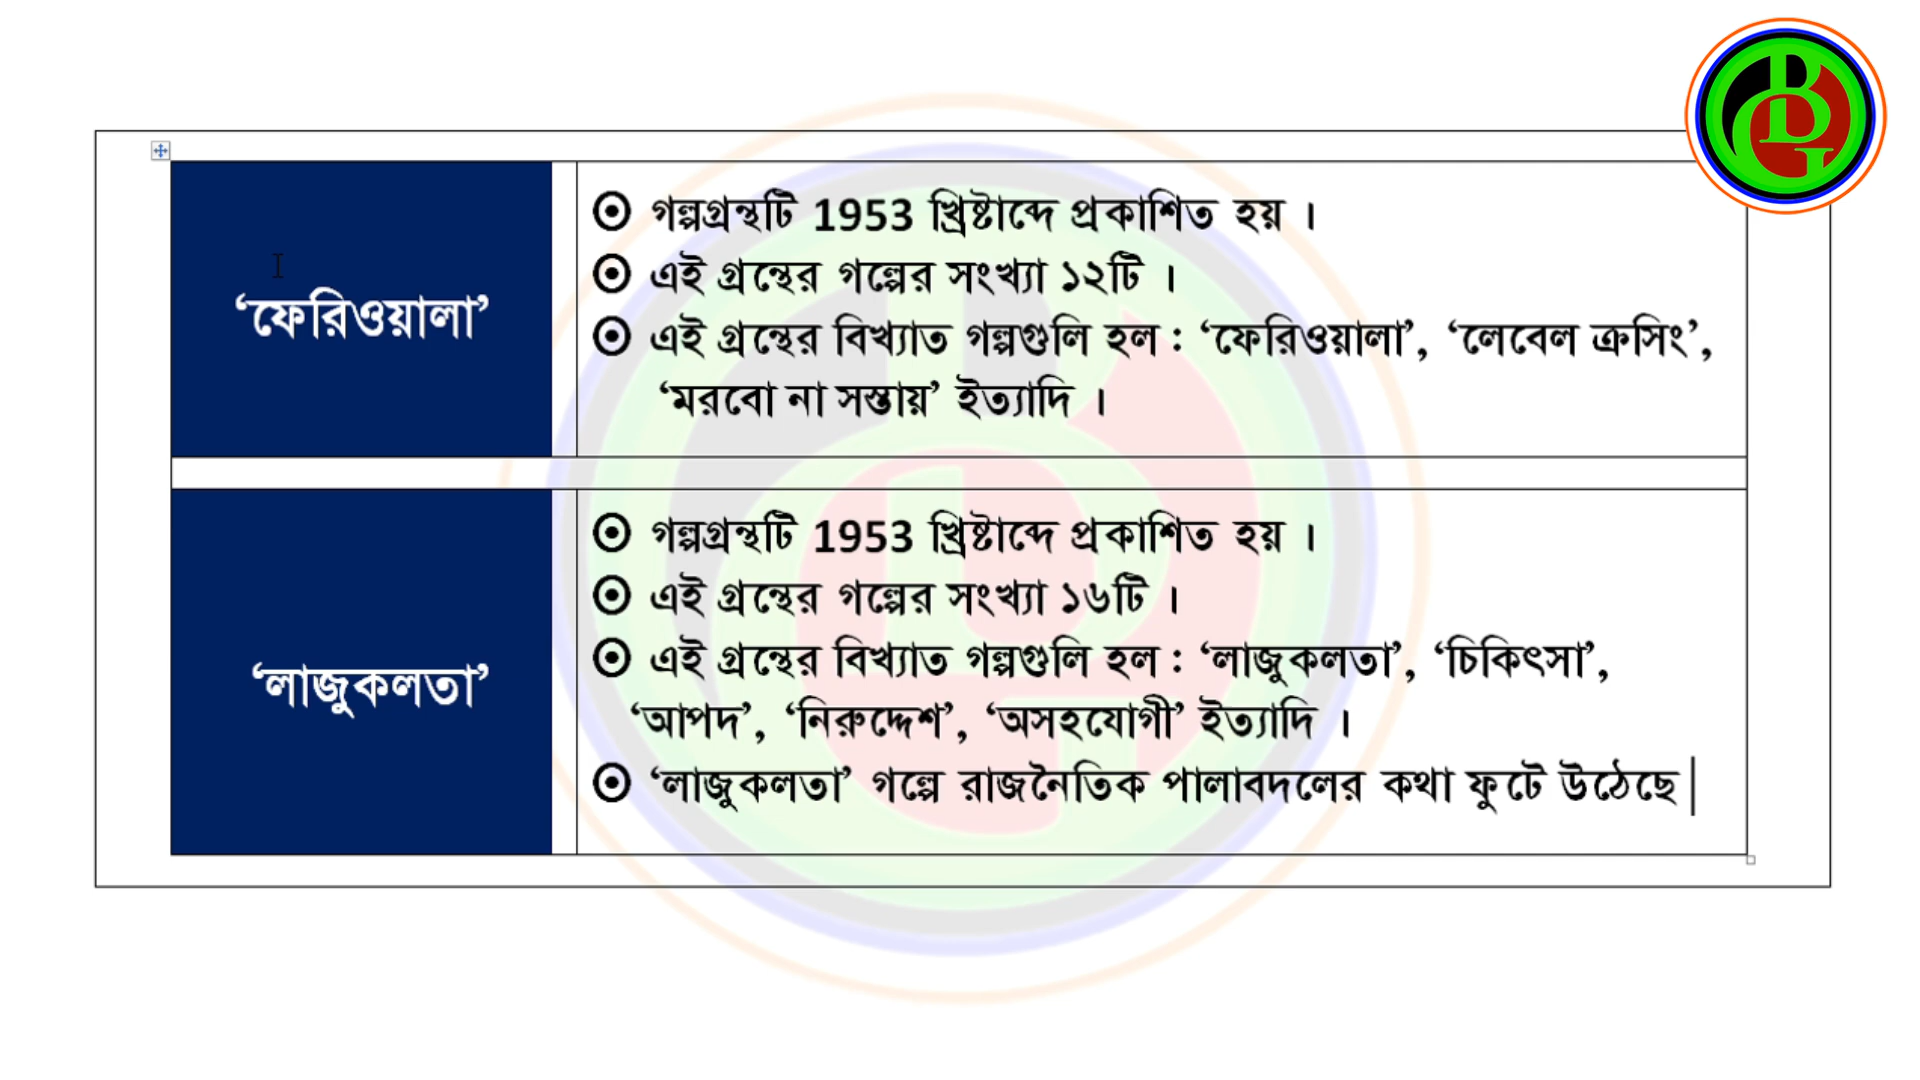 ‘ফেরিওয়ালা’
⦿ গল্পগ্রন্থটি 1953 খ্রিষ্টাব্দে প্রকাশিত হয় ।
⦿ এই গ্রন্থের গল্পের সংখ্যা ১২টি ।
⦿ এই গ্রন্থের বিখ্যাত গল্পগুলি হল : ‘ফেরিওয়ালা’, ‘লেবেল ক্রসিং’,
‘মরবো না সস্তায়’ ইত্যাদি ।
‘লাজুকলতা’
⦿ গল্পগ্রন্থটি 1953 খ্রিষ্টাব্দে প্রকাশিত হয় ।
⦿ এই গ্রন্থের গল্পের সংখ্যা ১৬টি ।
⦿ এই গ্রন্থের বিখ্যাত গল্পগুলি হল : ‘লাজুকলতা’, ‘চিকিৎসা’,
‘আপদ’, ‘নিরুদ্দেশ’, ‘অসহযোগী’ ইত্যাদি ।
⦿ ‘লাজুকলতা’ গল্পে রাজনৈতিক পালাবদলের কথা ফুটে উঠেছে